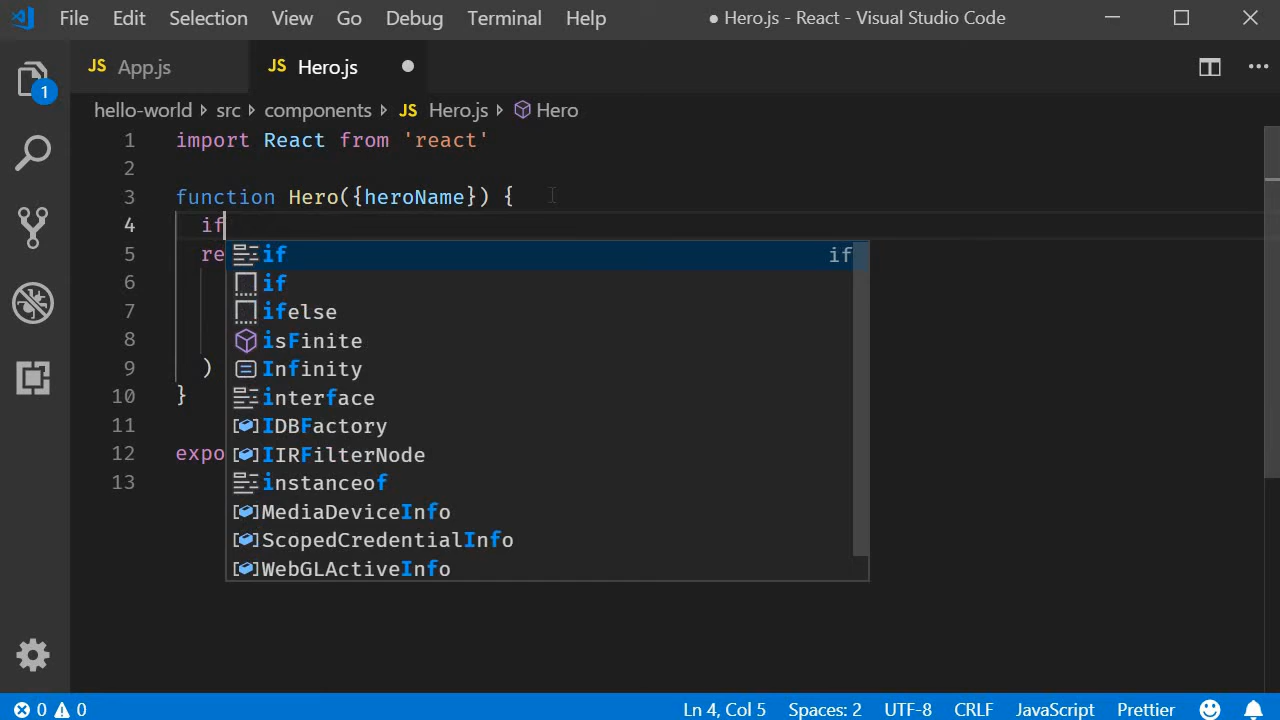 File Edit Selection View Go Debug Terminal Help ● Hero.js - React - Visual Studio Code
JS App.js JS Hero.js
1
hello-world src components JS Hero.js Hero
1 import React from 'react'
2
3 function Hero({heroName}) {
4 if
5 re
6
7
8
9 )
10 }
11
12 expo
13
if if
if
ifelse
isFinite
Infinity
interface
IDBFactory
IIRFilterNode
instanceof
MediaDeviceInfo
ScopedCredentialInfo
WebGLActiveInfo
0 0 Ln 4, Col 5 Spaces: 2 UTF-8 CRLF JavaScript Prettier